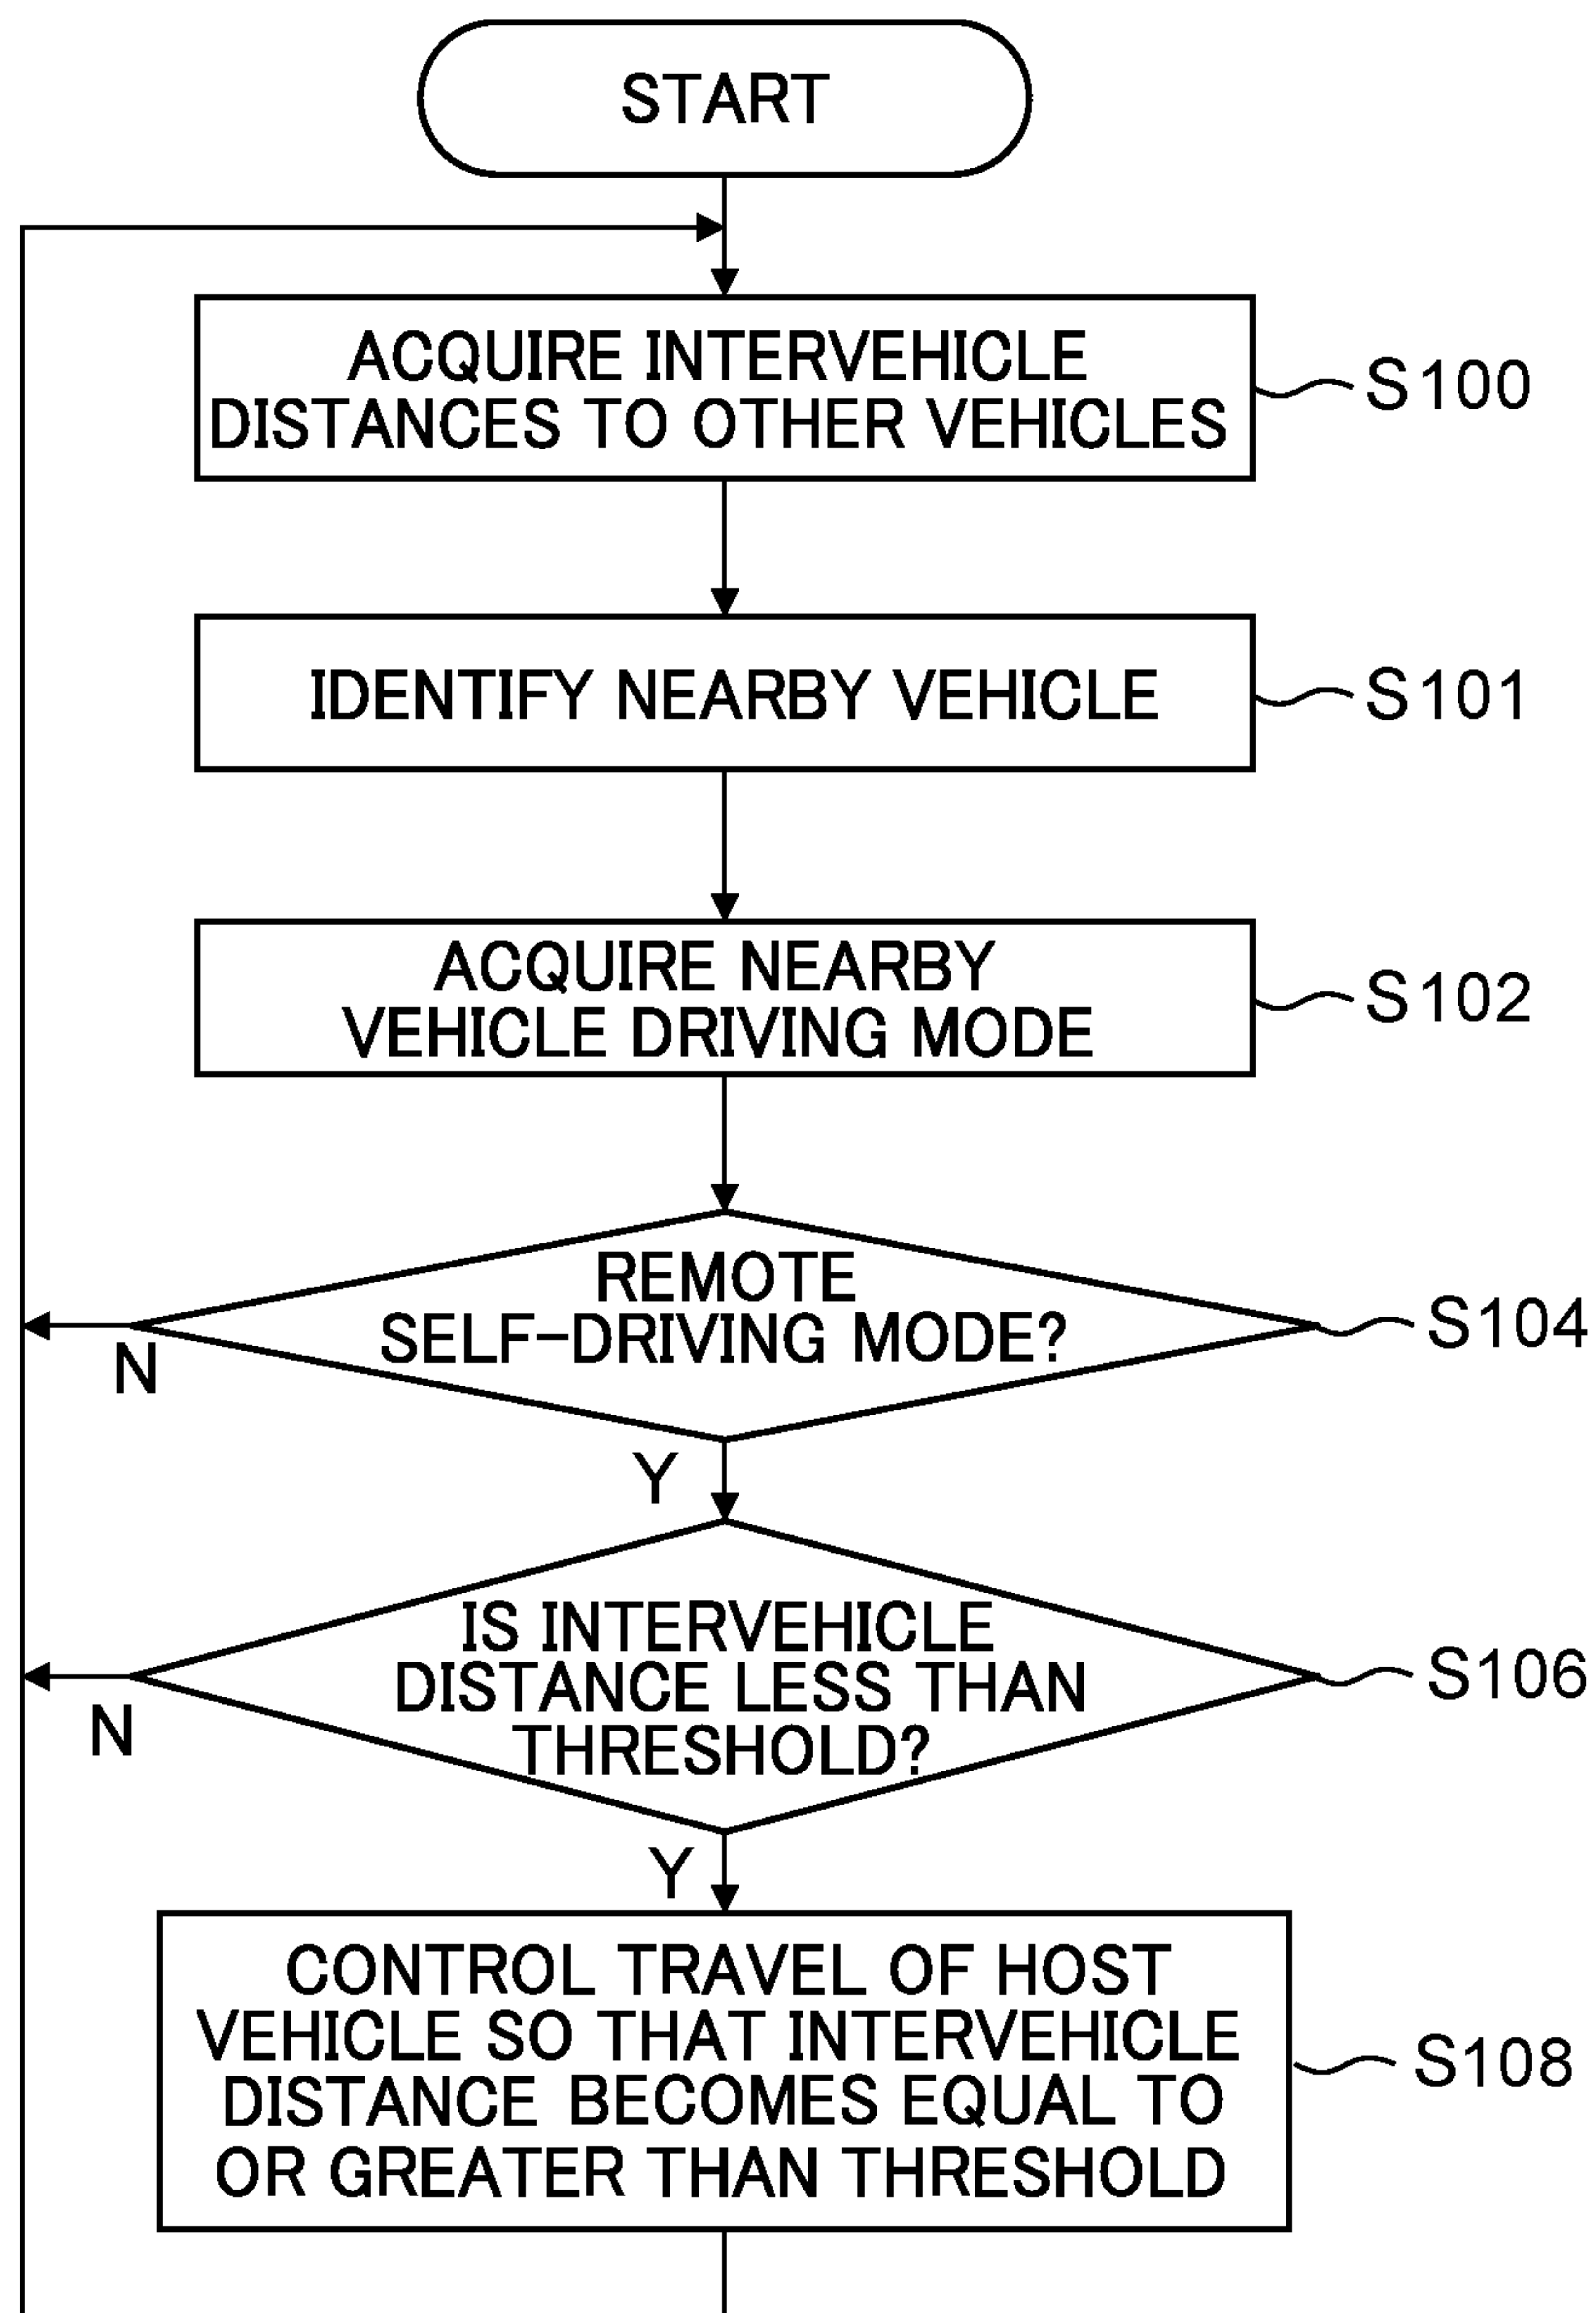 START
ACQUIRE INTERVEHICLE
DISTANCES TO OTHER VEHICLES
S100
IDENTIFY NEARBY VEHICLE
S101
ACQUIRE NEARBY
VEHICLE DRIVING MODE
S102
REMOTE
SELF-DRIVING MODE?
S104
N
Y
IS INTERVEHICLE
DISTANCE LESS THAN
THRESHOLD?
S106
N
Y
CONTROL TRAVEL OF HOST
VEHICLE SO THAT INTERVEHICLE
DISTANCE BECOMES EQUAL TO
OR GREATER THAN THRESHOLD
S108